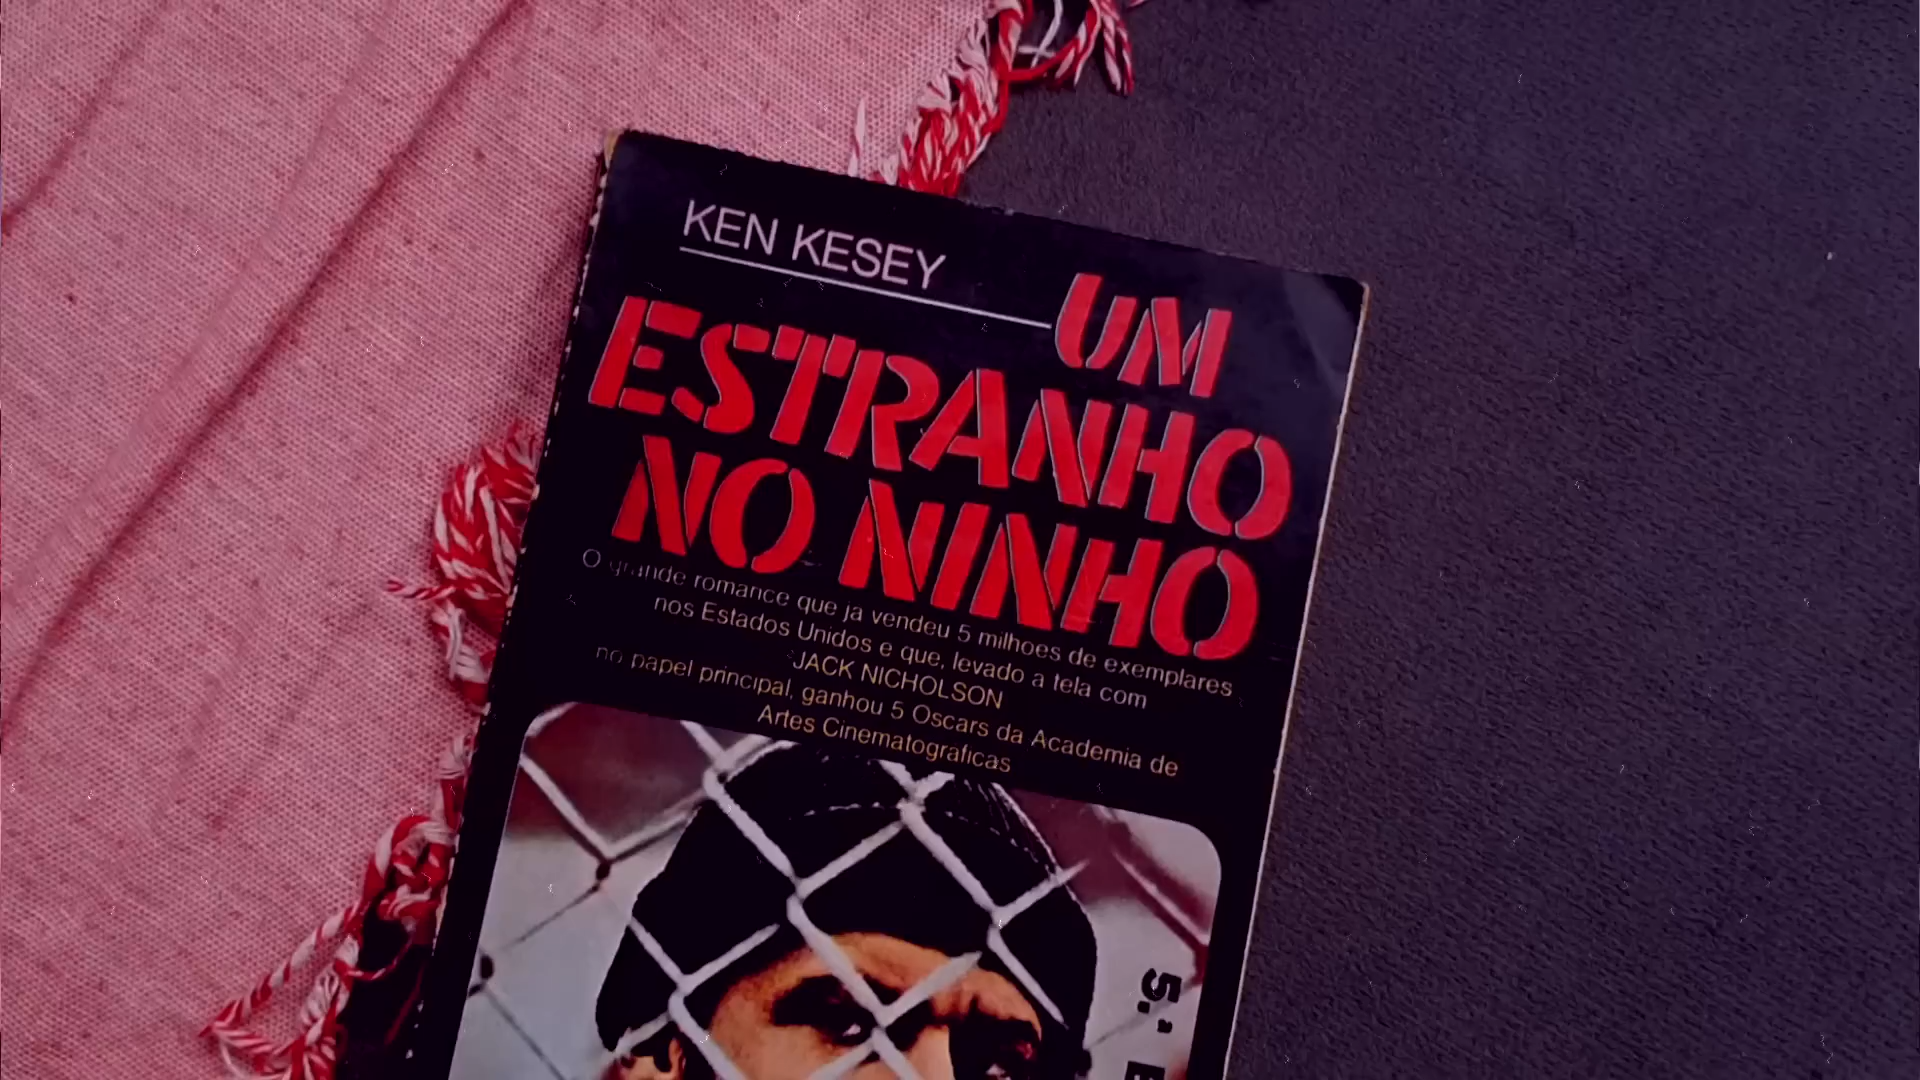 KEN KESEY
UM
ESTRANHO
NO NINHO
O grande romance que ja vendeu 5 milhoes de exemplares
nos Estados Unidos e que, levado a tela com
JACK NICHOLSON
no papel principal, ganhou 5 Oscars da Academia de
Artes Cinematograficas
5.ª E